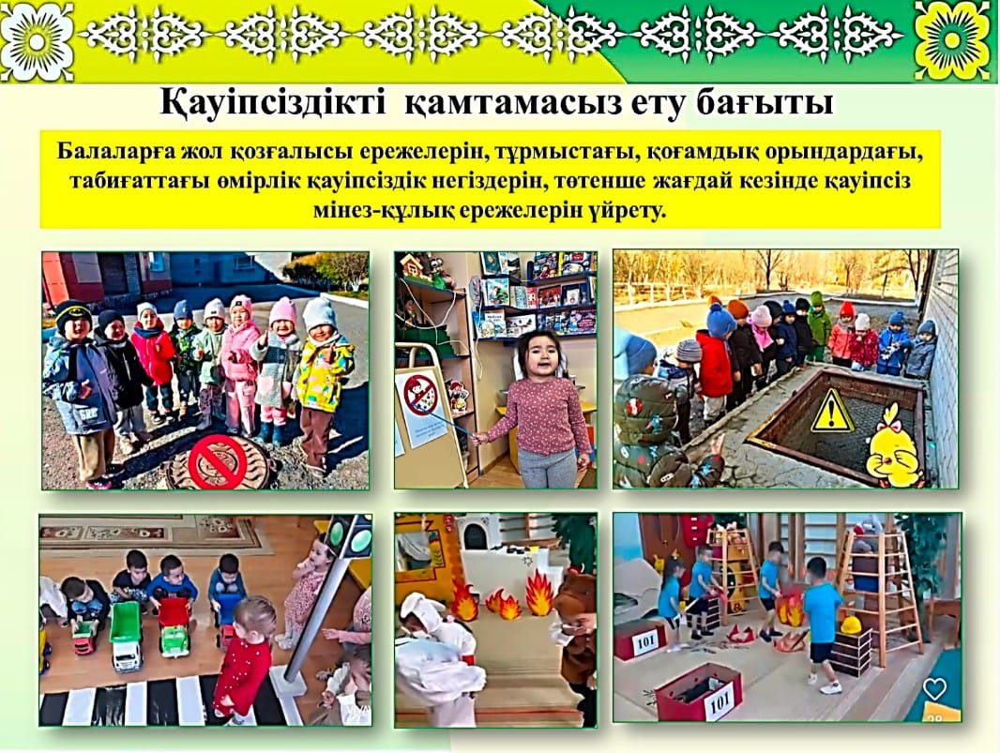 Қауіпсіздікті қамтамасыз ету бағыты
Балаларға жол қозғалысы ережелерін, тұрмыстағы, қоғамдық орындардағы,
табиғаттағы өмірлік қауіпсіздік негіздерін, төтенше жағдай кезінде қауіпсіз
мінез-құлық ережелерін үйрету.
101
101